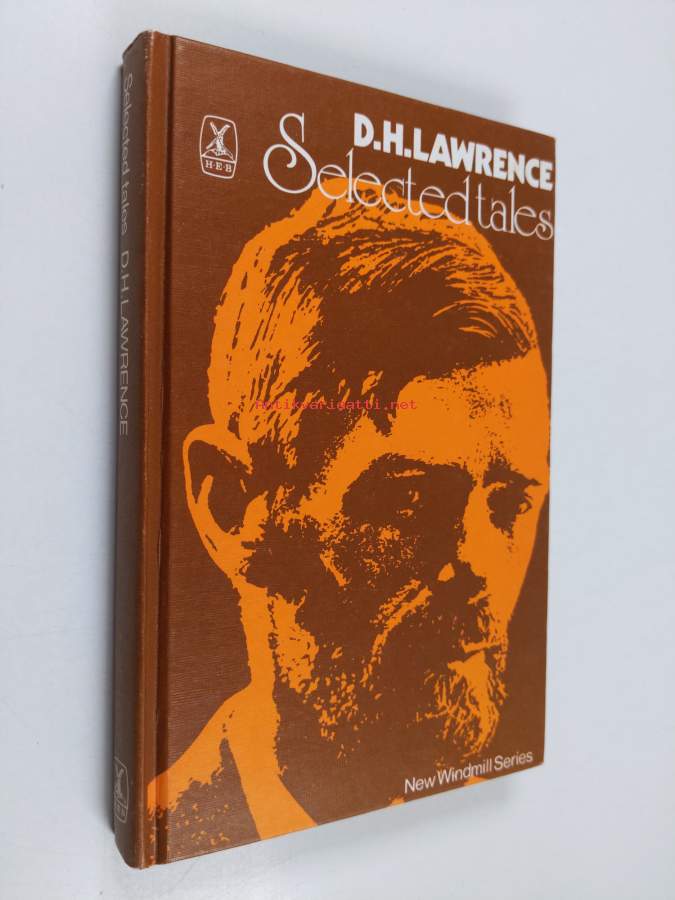 D.H.LAWRENCE
Selected tales
H·E·B
Selected tales D.H.LAWRENCE
Antikvariaatti.net
New Windmill Series